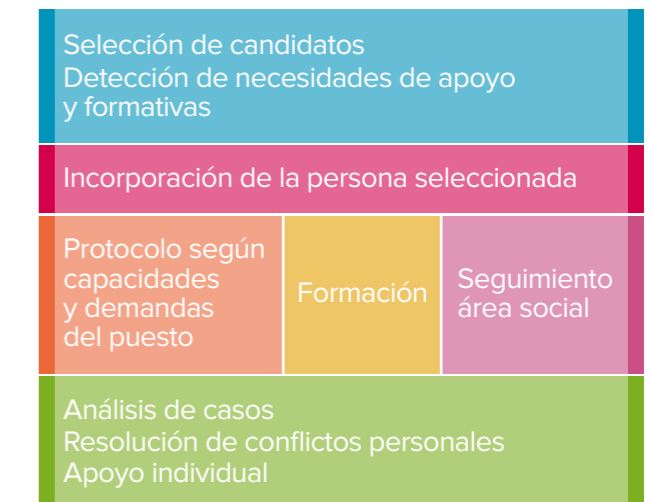 Selección de candidatos
Detección de necesidades de apoyo
y formativas
Incorporación de la persona seleccionada
Protocolo según
capacidades
y demandas
del puesto
Formación
Seguimiento
área social
Análisis de casos
Resolución de conflictos personales
Apoyo individual